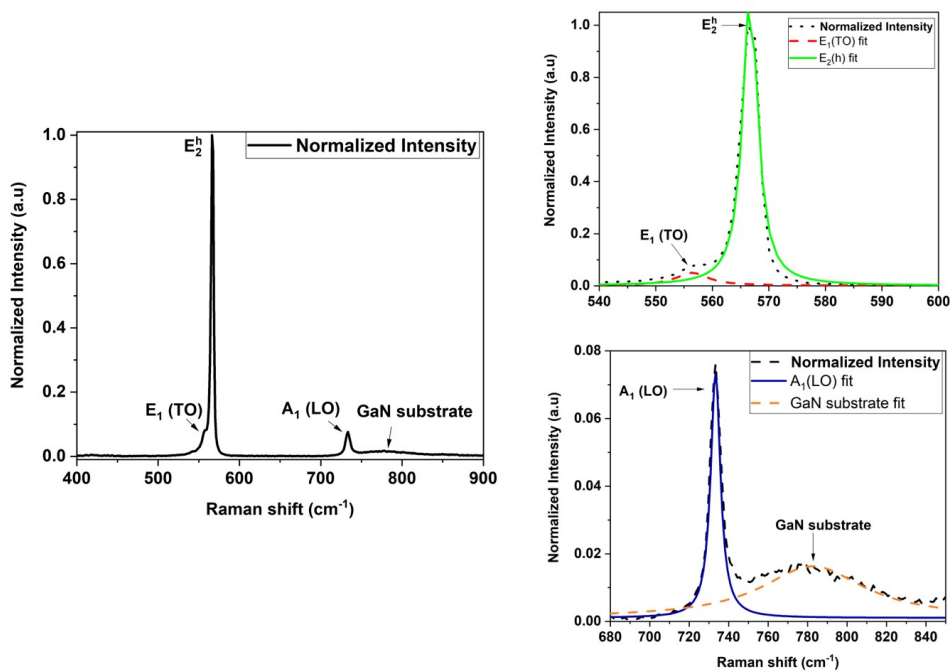 Normalized Intensity (a.u)
1.0
0.8
0.6
0.4
0.2
0.0
E₂ʰ
Normalized Intensity
E₁ (TO)
A₁ (LO)
GaN substrate
400 500 600 700 800 900
Raman shift (cm⁻¹)
Normalized Intensity (a.u)
1.0
0.8
0.6
0.4
0.2
0.0
E₂ʰ
Normalized Intensity
E₁(TO) fit
E₂(h) fit
E₁ (TO)
540 550 560 570 580 590 600
Normalized Intensity (a.u)
0.08
0.06
0.04
0.02
0.00
A₁ (LO)
Normalized Intensity
A₁(LO) fit
GaN substrate fit
GaN substrate
680 700 720 740 760 780 800 820 840
Raman shift (cm⁻¹)